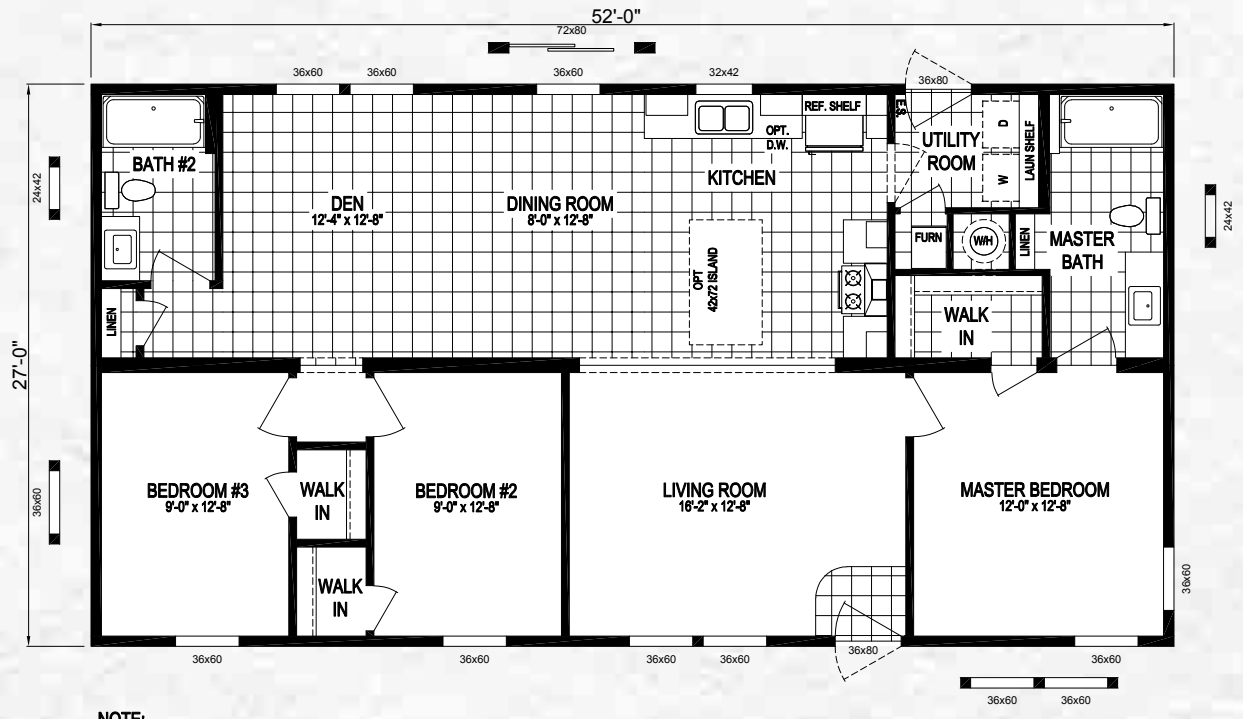 52'-0"
72x80
36x60
36x60
36x60
32x42
36x80
REF. SHELF
E.S.
OPT.
D.W.
UTILITY
ROOM
D
W
LAUN SHELF
BATH #2
24x42
KITCHEN
DEN
12'-4" x 12'-8"
DINING ROOM
8'-0" x 12'-8"
24x42
FURN
W/H
LINEN
MASTER
BATH
OPT
42x72 ISLAND
LINEN
WALK
IN
27'-0"
BEDROOM #3
9'-0" x 12'-8"
WALK
IN
BEDROOM #2
9'-0" x 12'-8"
LIVING ROOM
16'-2" x 12'-8"
MASTER BEDROOM
12'-0" x 12'-8"
36x60
36x60
WALK
IN
36x60
36x60
36x60
36x60
36x80
36x60
36x60
36x60
NOTE: